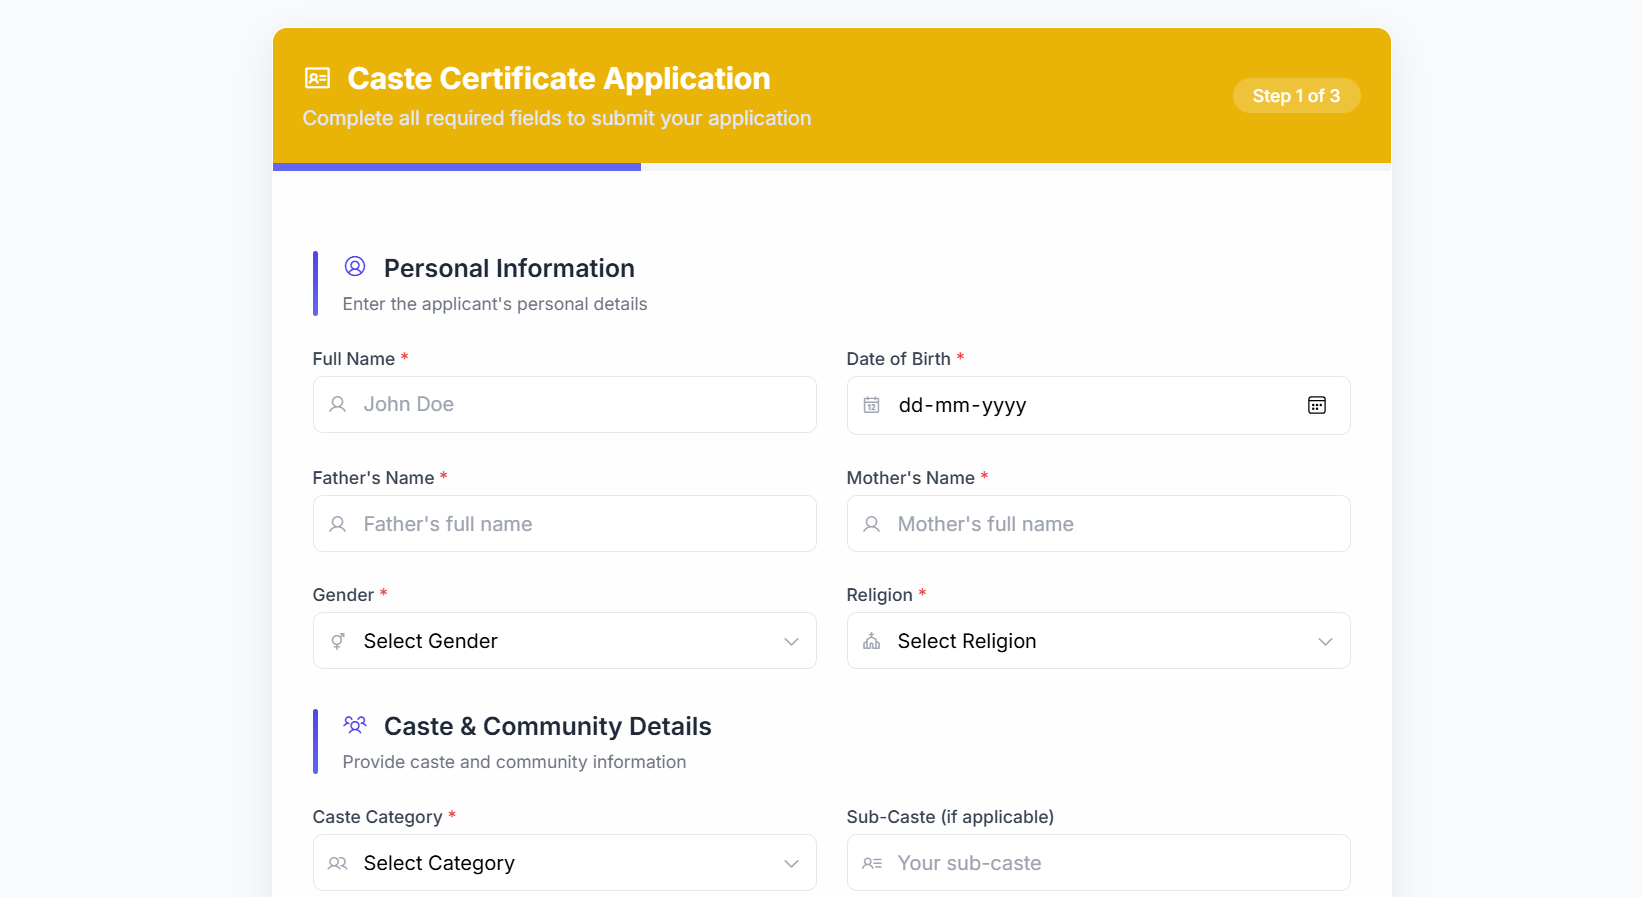 Caste Certificate Application
Complete all required fields to submit your application
Step 1 of 3
Personal Information
Enter the applicant's personal details
Full Name *
Date of Birth *
John Doe
12
dd-mm-yyyy
Father's Name *
Mother's Name *
Father's full name
Mother's full name
Gender *
Religion *
Select Gender
Select Religion
Caste & Community Details
Provide caste and community information
Caste Category *
Sub-Caste (if applicable)
Select Category
Your sub-caste